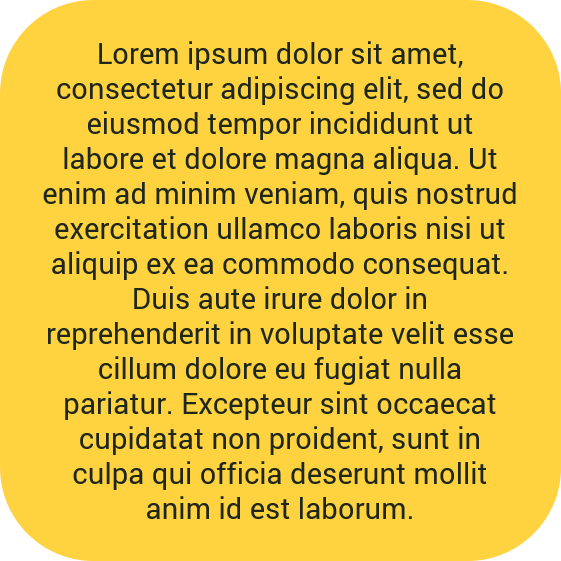 Lorem ipsum dolor sit amet,
consectetur adipiscing elit, sed do
eiusmod tempor incididunt ut
labore et dolore magna aliqua. Ut
enim ad minim veniam, quis nostrud
exercitation ullamco laboris nisi ut
aliquip ex ea commodo consequat.
Duis aute irure dolor in
reprehenderit in voluptate velit esse
cillum dolore eu fugiat nulla
pariatur. Excepteur sint occaecat
cupidatat non proident, sunt in
culpa qui officia deserunt mollit
anim id est laborum.